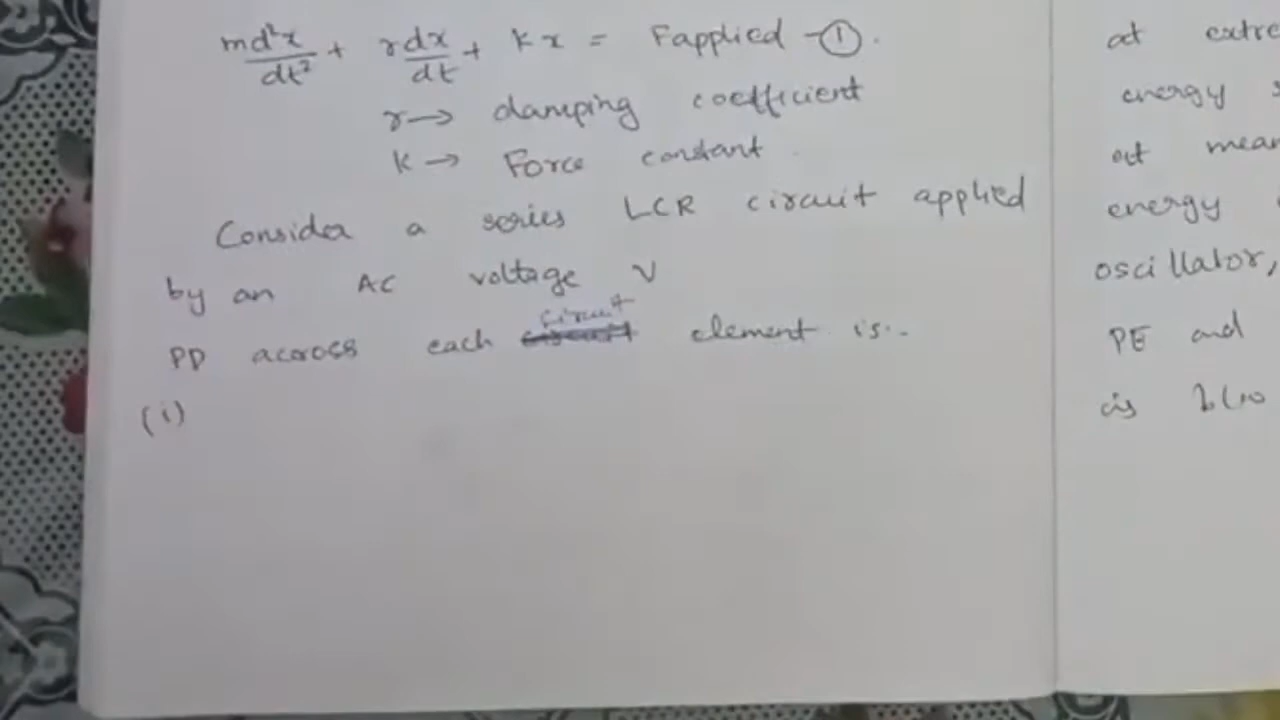 md²x/dt² + rdx/dt + kx = Fapplied -①.
r → damping coefficient
k → Force constant.
Consider a series LCR circuit applied
by an AC voltage V
PD across each circuit element is..
(i)
at extre
energy s
at mean
energy
oscillator,
PE and
is